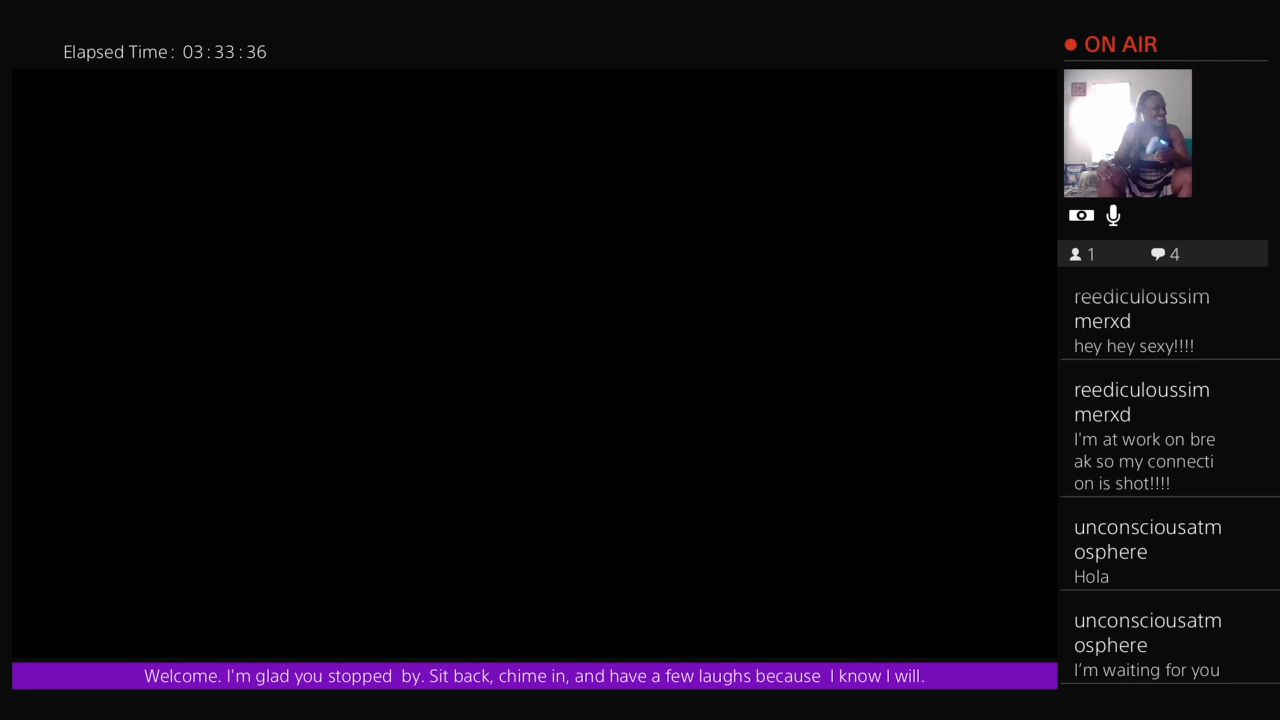 Elapsed Time: 03:33:36
ON AIR
1
4
reediculoussim
merxd
hey hey sexy!!!!
reediculoussim
merxd
I'm at work on bre
ak so my connecti
on is shot!!!!
unconsciousatm
osphere
Hola
unconsciousatm
osphere
I'm waiting for you
Welcome. I'm glad you stopped by. Sit back, chime in, and have a few laughs because I know I will.